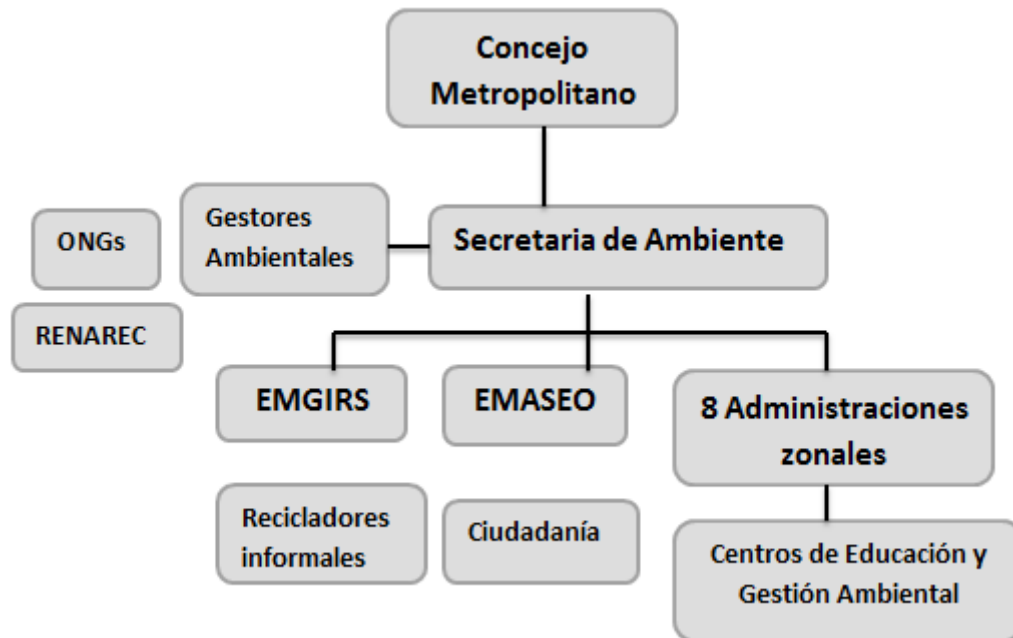 Concejo
Metropolitano
ONGs
Gestores
Ambientales
Secretaria de Ambiente
RENAREC
EMGIRS
EMASEO
8 Administraciones
zonales
Recicladores
informales
Ciudadanía
Centros de Educación y
Gestión Ambiental